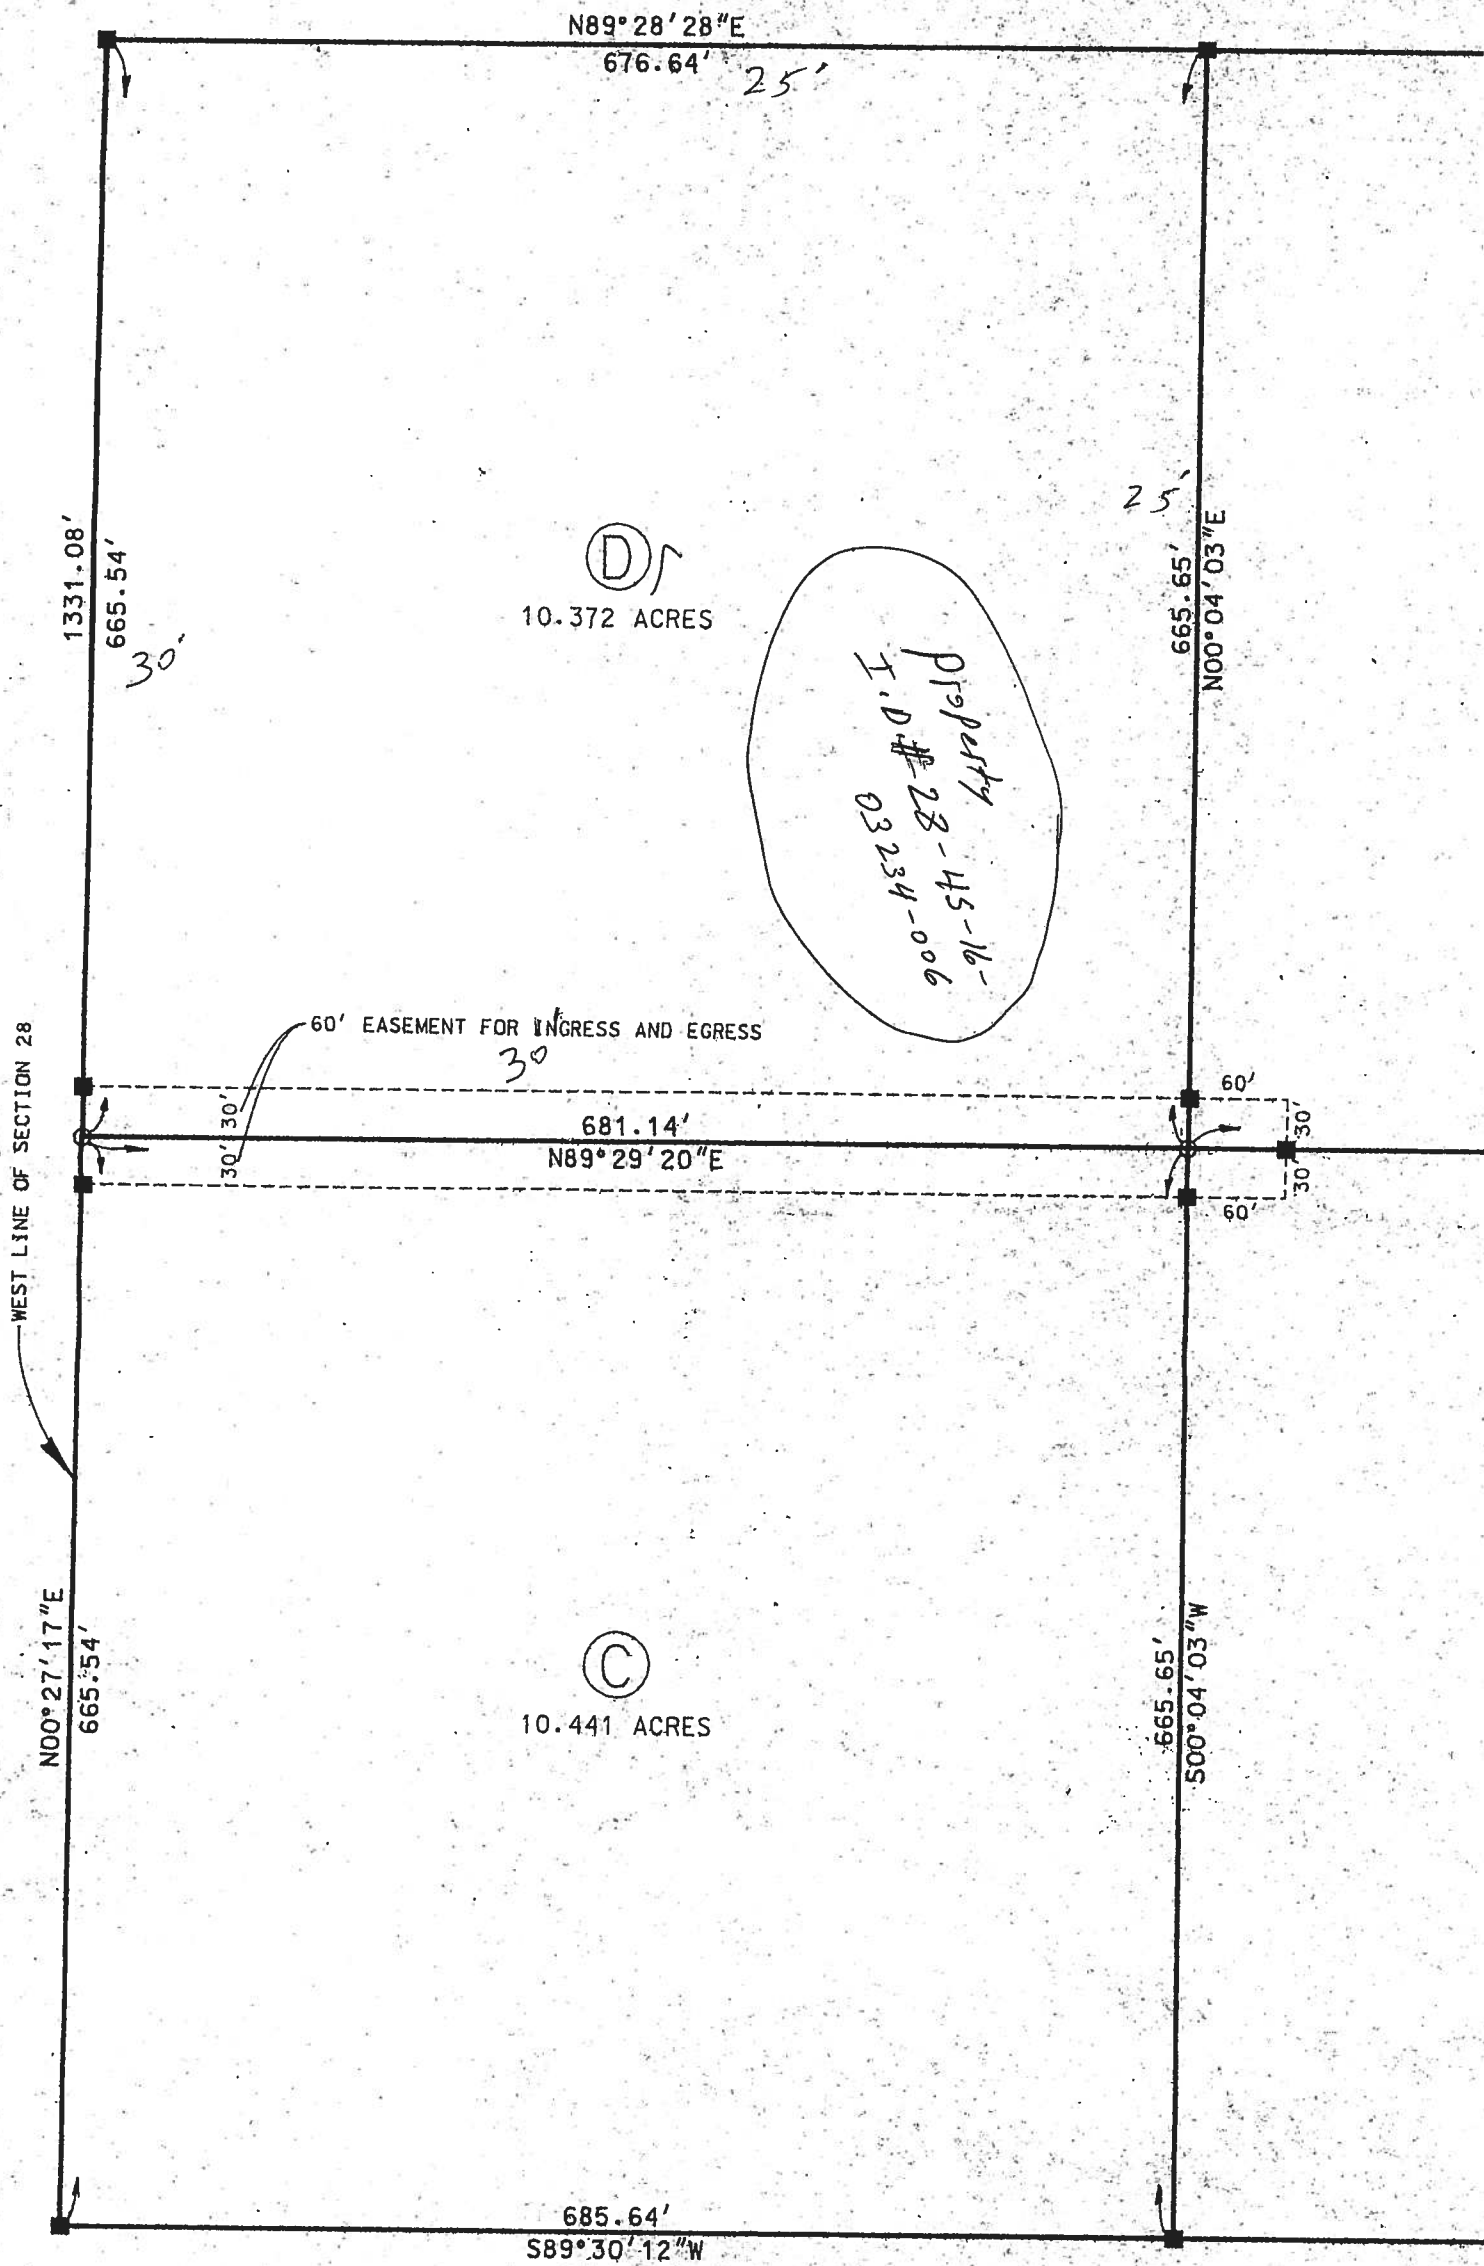 N89°28'28"E
676.64'
25'
1331.08'
665.54'
30'
D
10.372 ACRES
25'
665.65'
N00°04'03"E
property
I.D.# 28-4S-16-
03234-006
WEST LINE OF SECTION 28
60' EASEMENT FOR INGRESS AND EGRESS
30'
30'
30'
681.14'
N89°29'20"E
60'
30'
30'
60'
N00°27'17"E
665.54'
C
10.441 ACRES
665.65'
S00°04'03"W
685.64'
S89°30'12"W